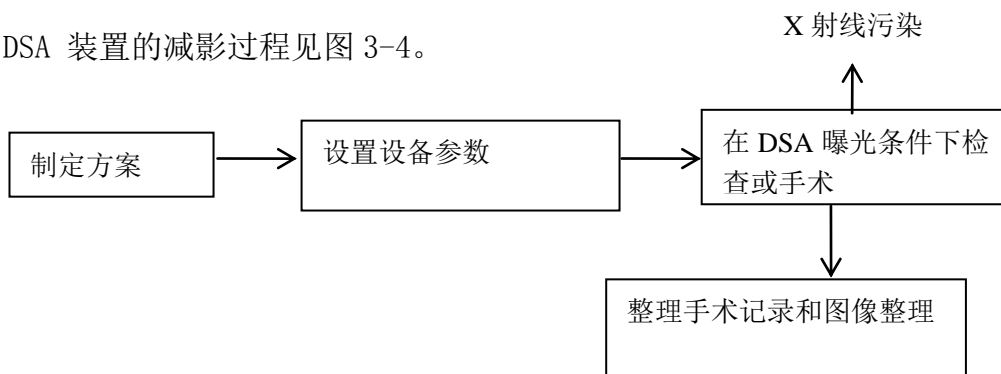 X 射线污染
DSA 装置的减影过程见图 3-4。
制定方案
设置设备参数
在 DSA 曝光条件下检
查或手术
整理手术记录和图像整理